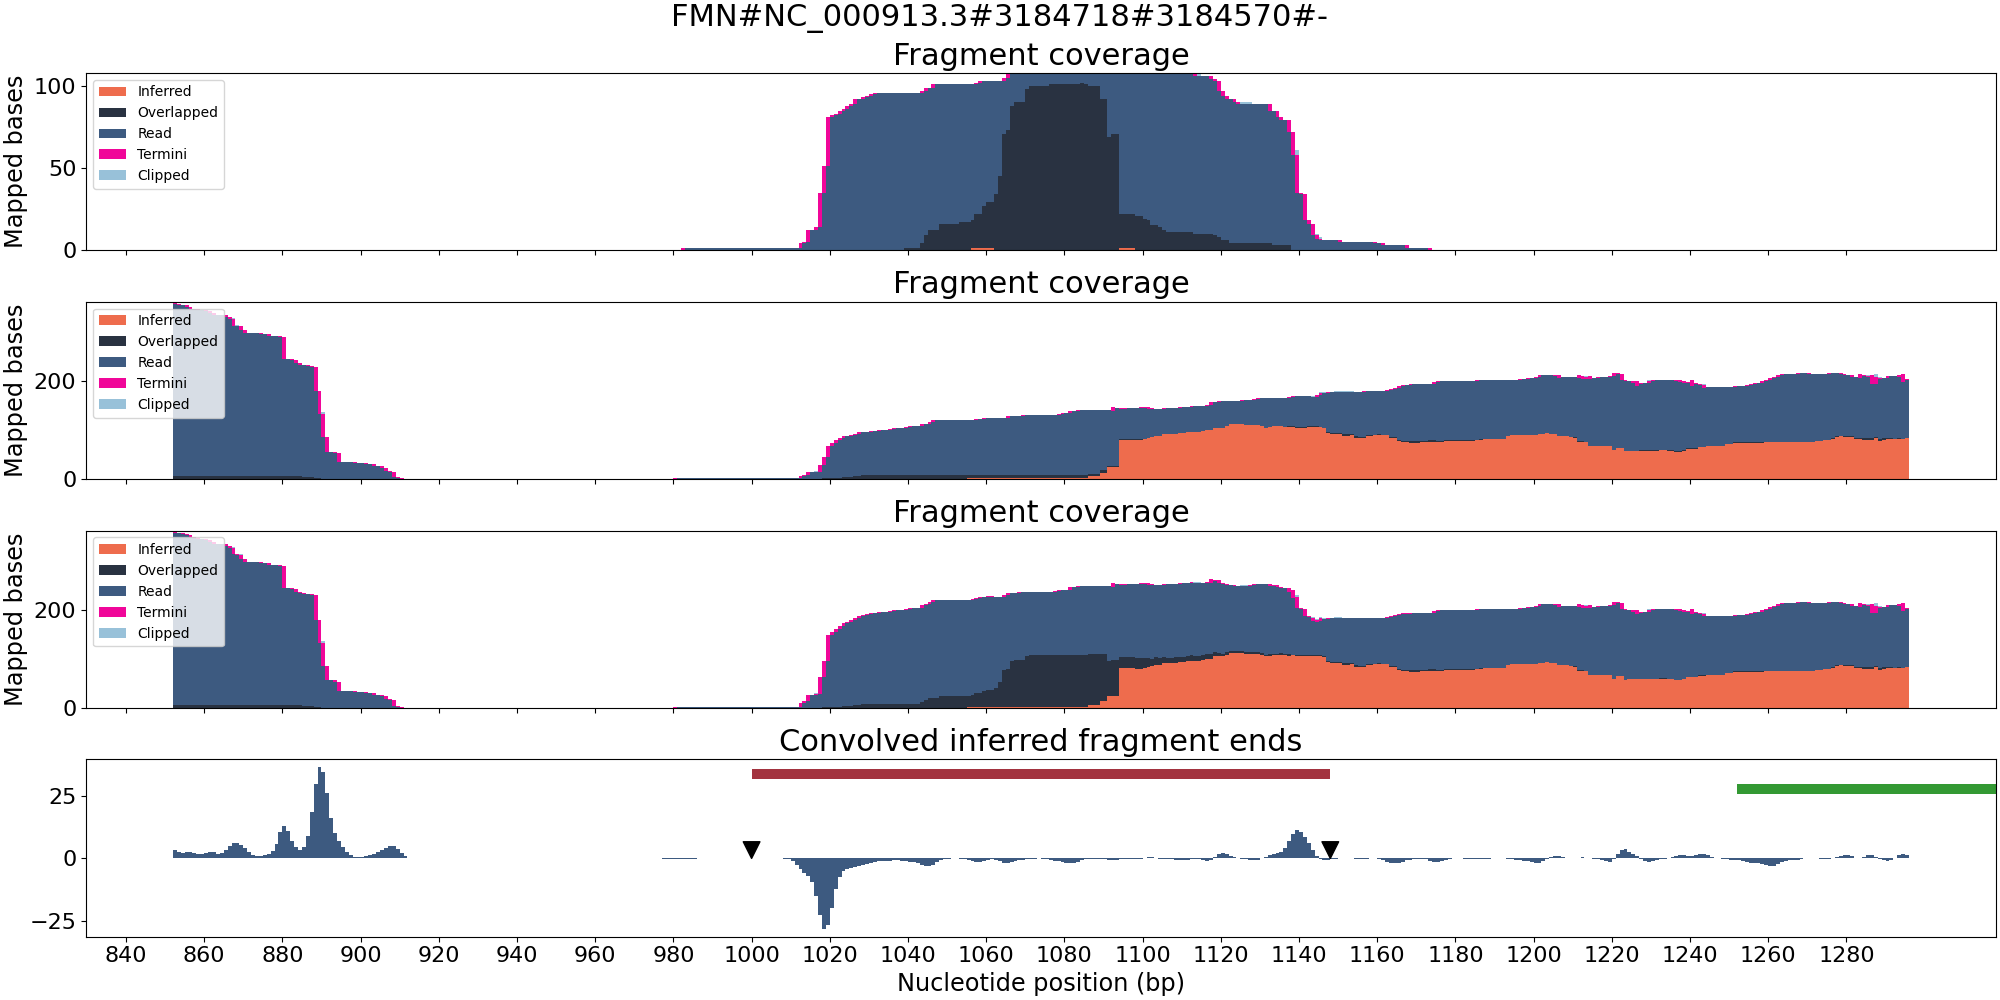 FMN#NC_000913.3#3184718#3184570#-
Fragment coverage
Mapped bases
100
50
0
Inferred
Overlapped
Read
Termini
Clipped
Fragment coverage
Mapped bases
200
0
Inferred
Overlapped
Read
Termini
Clipped
Fragment coverage
Mapped bases
200
0
Inferred
Overlapped
Read
Termini
Clipped
Convolved inferred fragment ends
25
0
−25
840 860 880 900 920 940 960 980 1000 1020 1040 1060 1080 1100 1120 1140 1160 1180 1200 1220 1240 1260 1280
Nucleotide position (bp)